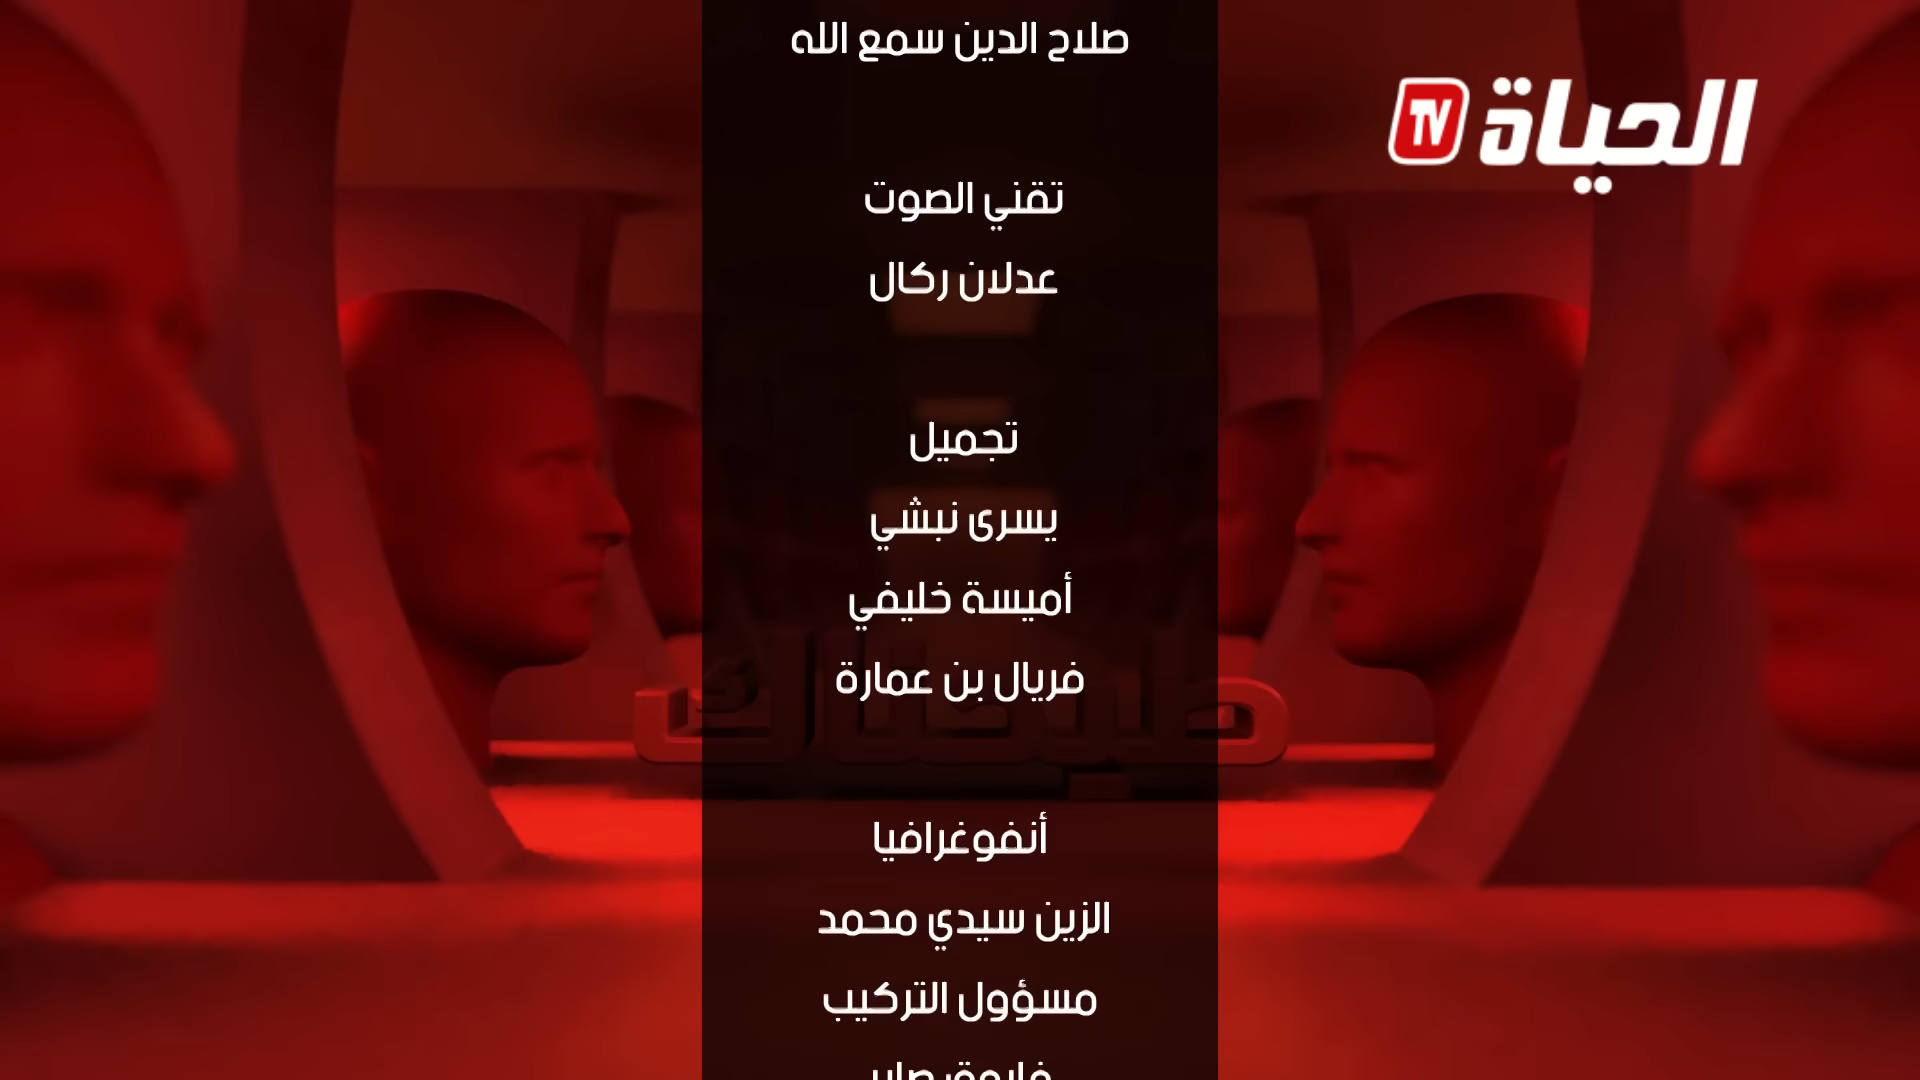 صلاح الدين سمع الله
الحياة TV
تقني الصوت
عدلان ركال
تجميل
يسرى نبشي
أميسة خليفي
فريال بن عمارة
أنفوغرافيا
الزين سيدي محمد
مسؤول التركيب